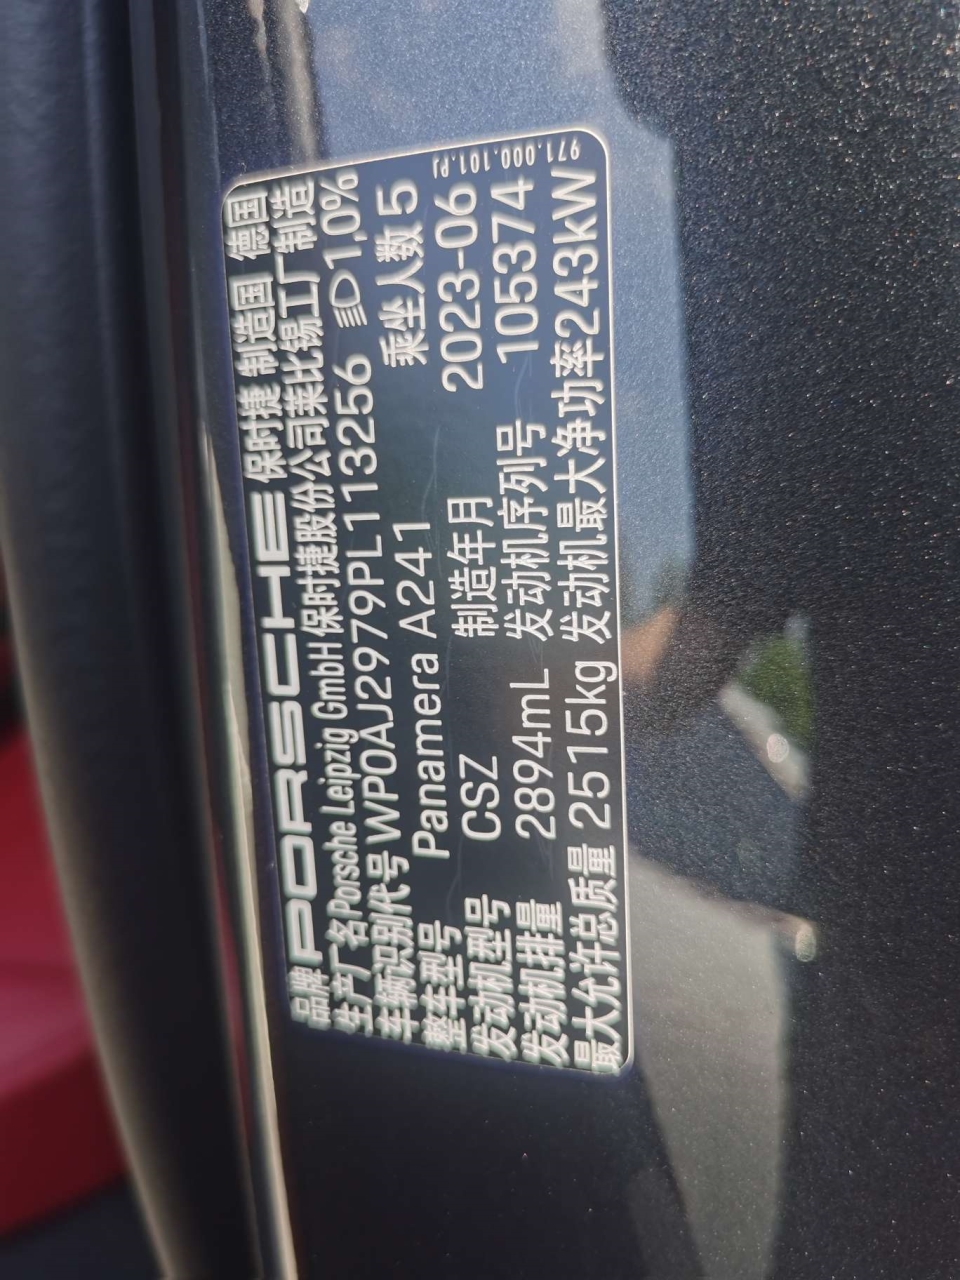 品牌 PORSCHE 保时捷 制造国 德国
生产厂名 Porsche Leipzig GmbH 保时捷股份公司莱比锡工厂制造
车辆识别代号 WP0AJ2979PL113256 1,0%
整车型号 Panamera A241 乘坐人数 5
发动机型号 CSZ 制造年月 2023-06
发动机排量 2894mL 发动机序列号 105374
最大允许总质量 2515kg 发动机最大净功率 243kW
971.000.101.PJ